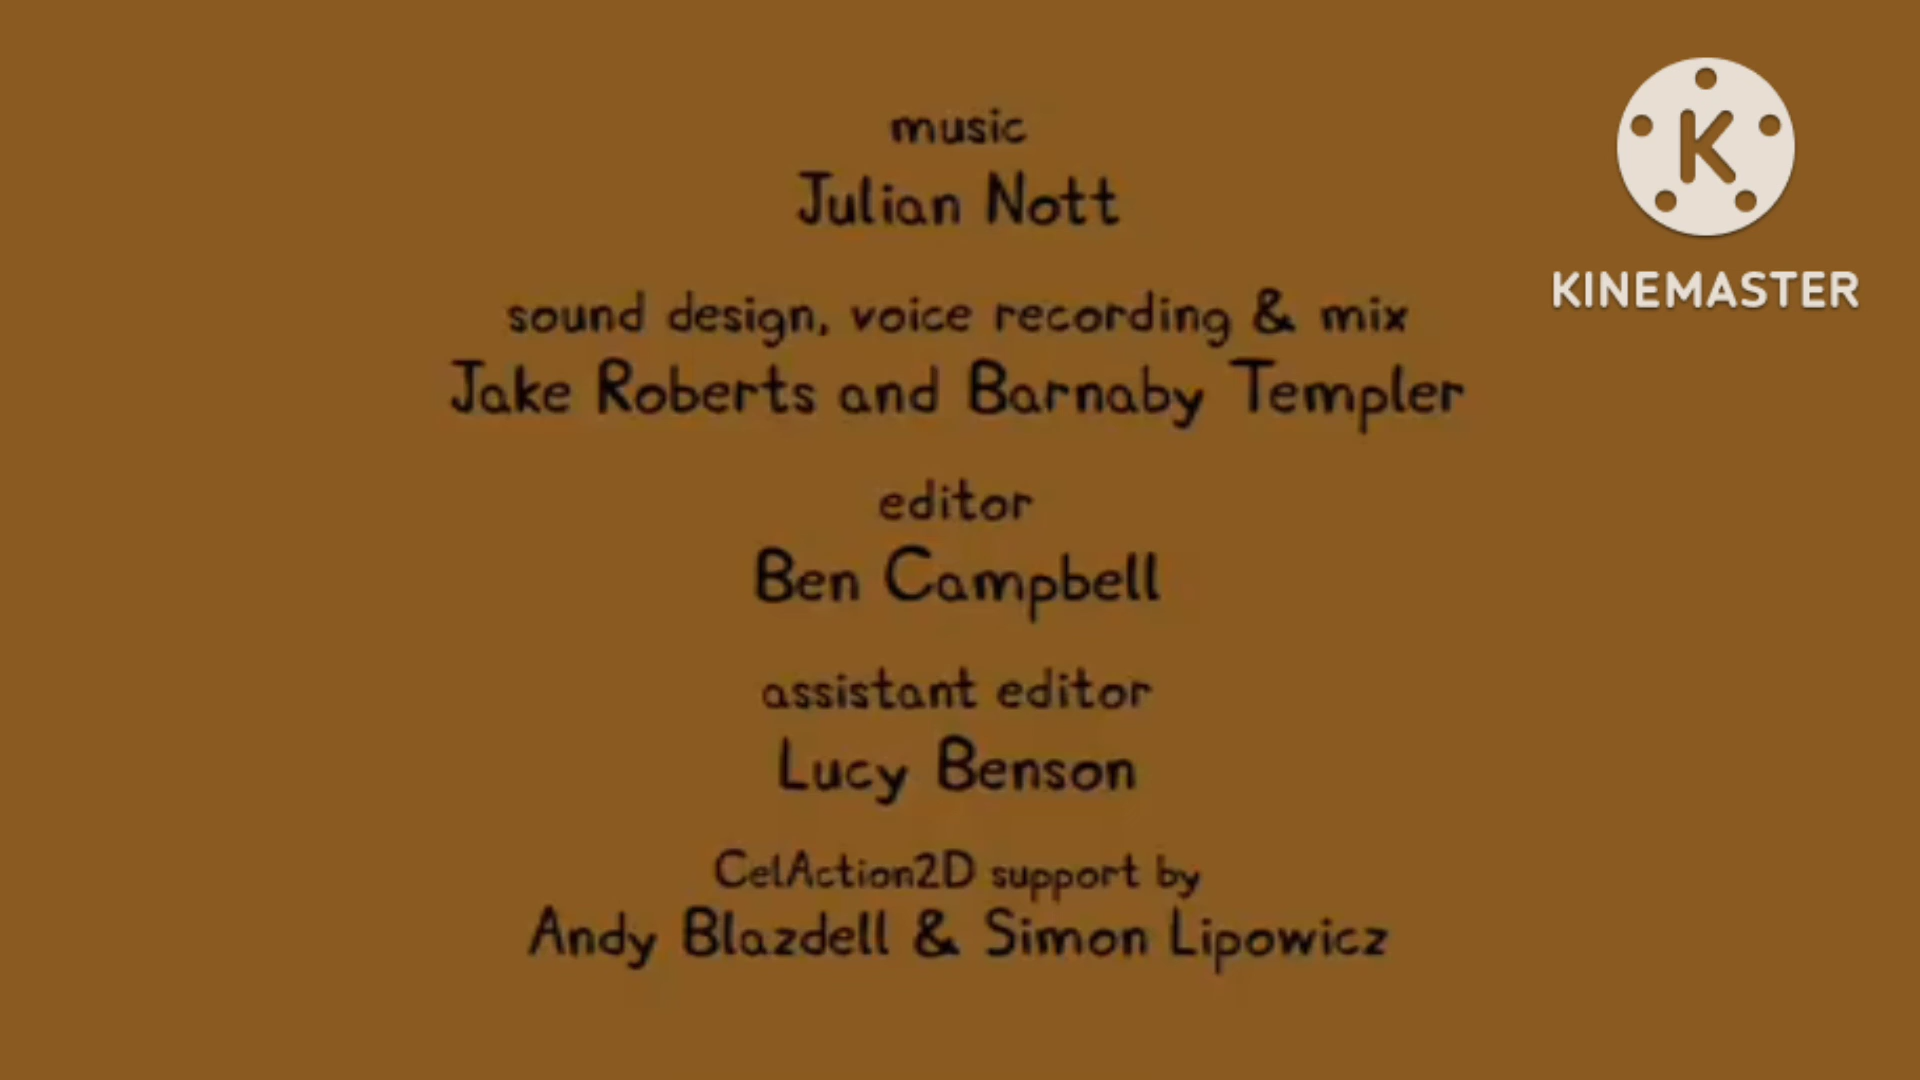 music
Julian Nott
sound design, voice recording & mix
Jake Roberts and Barnaby Templer
editor
Ben Campbell
assistant editor
Lucy Benson
CelAction2D support by
Andy Blazdell & Simon Lipowicz
K
KINEMASTER